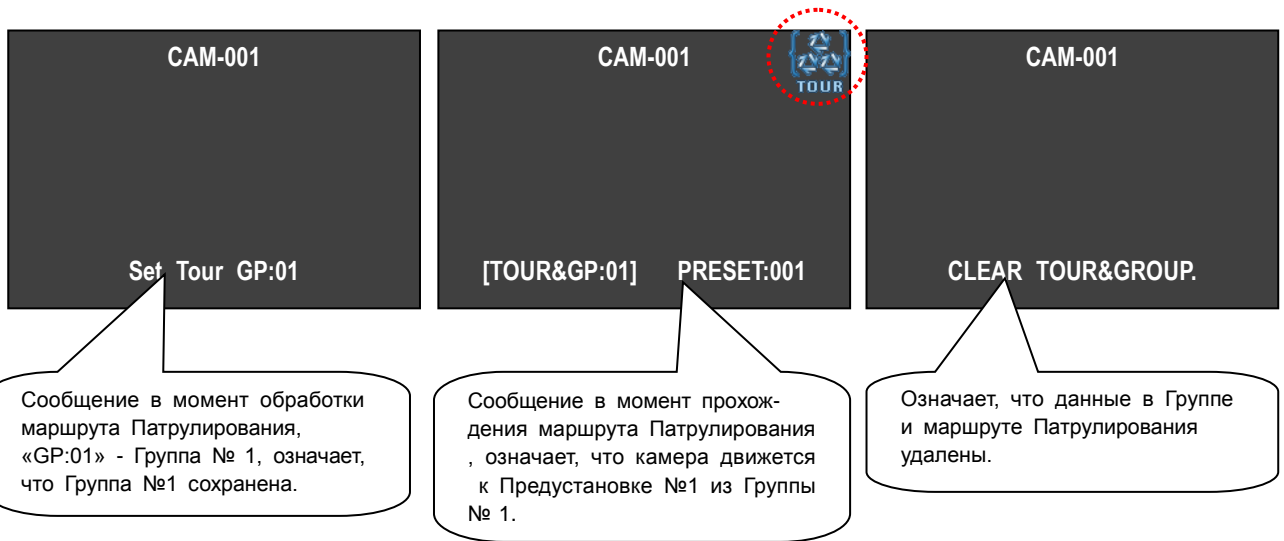 CAM-001
Set Tour GP:01
Сообщение в момент обработки
маршрута Патрулирования,
«GP:01» - Группа № 1, означает,
что Группа №1 сохранена.
CAM-001
TOUR
[TOUR&GP:01] PRESET:001
Сообщение в момент прохож-
дения маршрута Патрулирования
, означает, что камера движется
к Предустановке №1 из Группы
№ 1.
CAM-001
CLEAR TOUR&GROUP.
Означает, что данные в Группе
и маршруте Патрулирования
удалены.